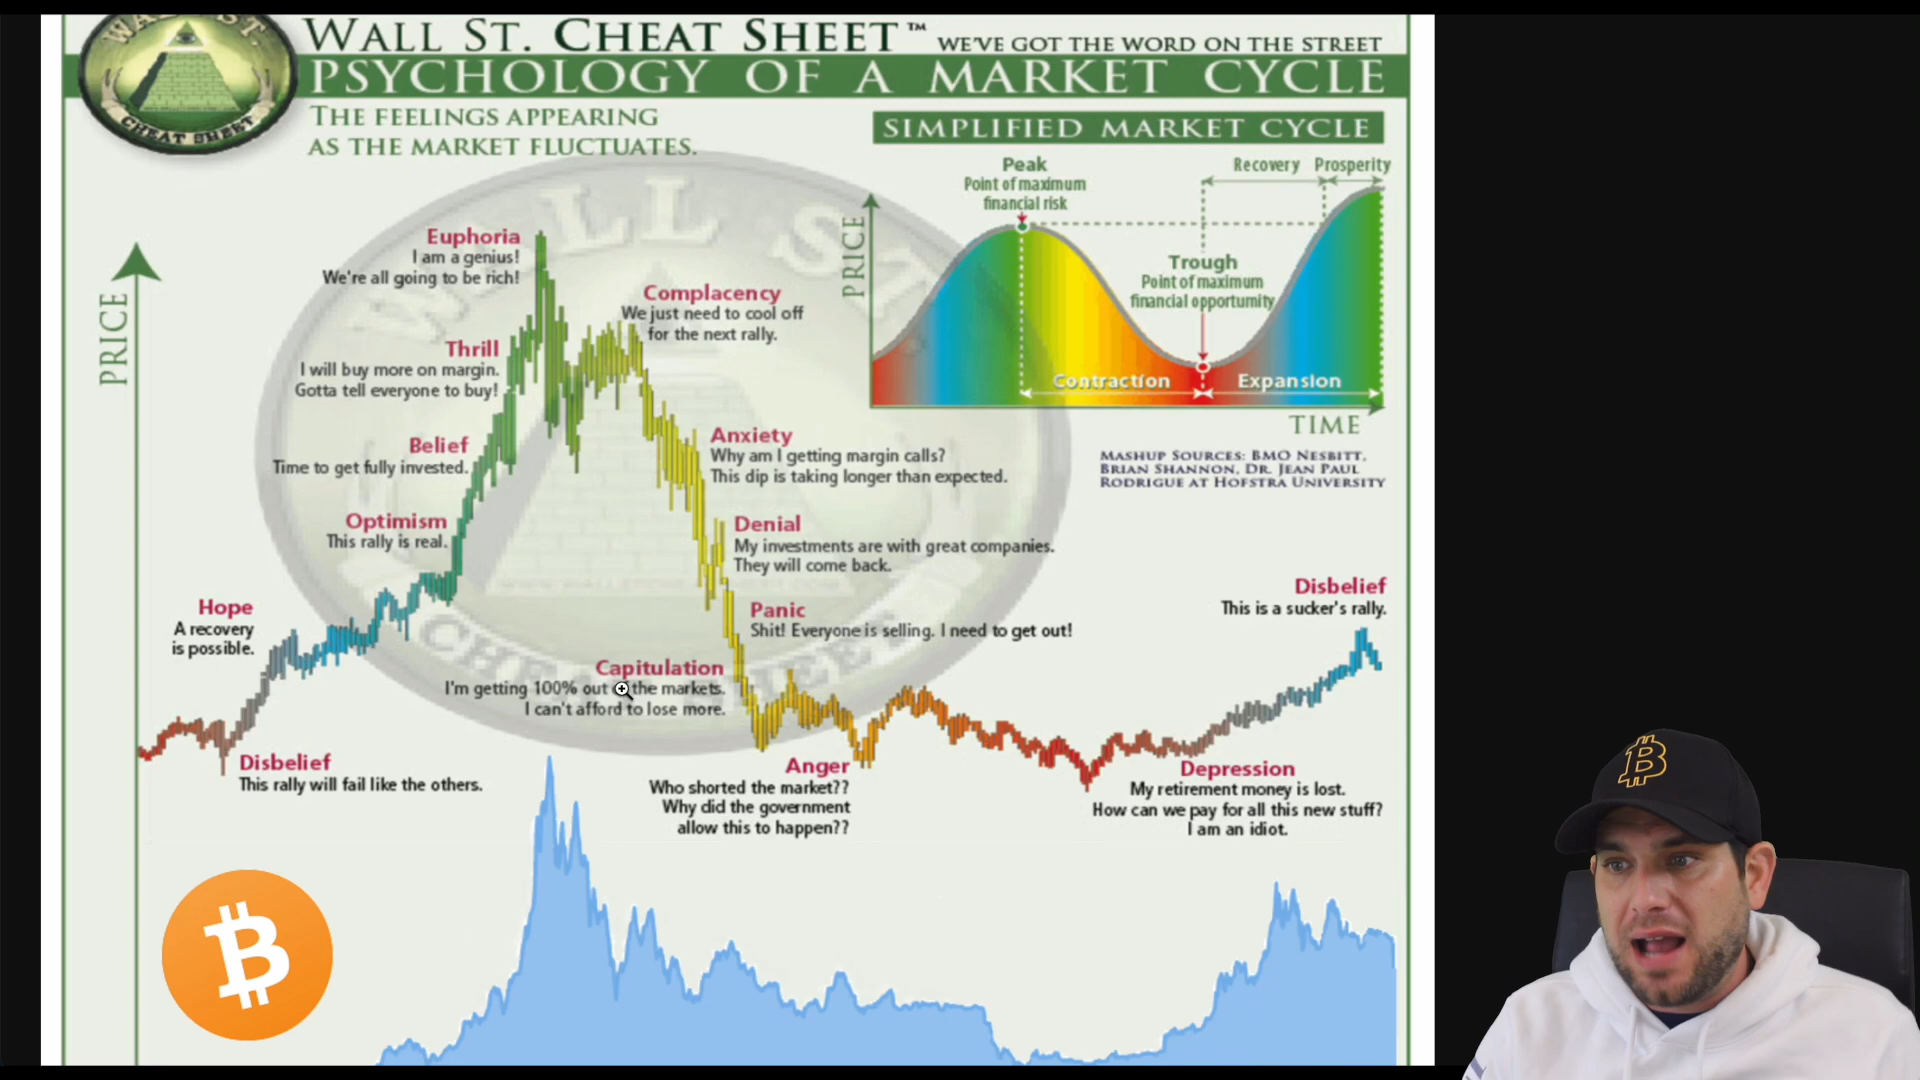 WALL ST.
CHEAT SHEET
WALL ST. CHEAT SHEET™ WE'VE GOT THE WORD ON THE STREET
PSYCHOLOGY OF A MARKET CYCLE
THE FEELINGS APPEARING
AS THE MARKET FLUCTUATES.
SIMPLIFIED MARKET CYCLE
Peak
Point of maximum
financial risk
Recovery Prosperity
Trough
Point of maximum
financial opportunity
PRICE
Contraction
Expansion
TIME
MASHUP SOURCES: BMO NESBITT,
BRIAN SHANNON, DR. JEAN PAUL
RODRIGUE AT HOFSTRA UNIVERSITY
PRICE
WALL ST.
CHEAT SHEET
Euphoria
I am a genius!
We're all going to be rich!
Complacency
We just need to cool off
for the next rally.
Thrill
I will buy more on margin.
Gotta tell everyone to buy!
Belief
Time to get fully invested.
Anxiety
Why am I getting margin calls?
This dip is taking longer than expected.
Optimism
This rally is real.
Denial
My investments are with great companies.
They will come back.
Hope
A recovery
is possible.
Panic
Shit! Everyone is selling. I need to get out!
Disbelief
This is a sucker's rally.
Capitulation
I'm getting 100% out of the markets.
I can't afford to lose more.
Disbelief
This rally will fail like the others.
Anger
Who shorted the market??
Why did the government
allow this to happen??
Depression
My retirement money is lost.
How can we pay for all this new stuff?
I am an idiot.